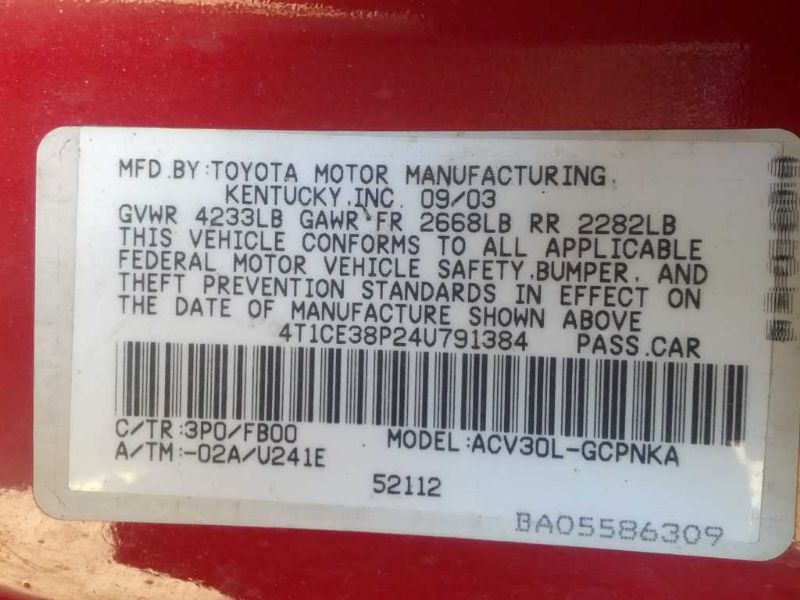 MFD.BY:TOYOTA MOTOR MANUFACTURING,
KENTUCKY,INC. 09/03
GVWR 4233LB GAWR FR 2668LB RR 2282LB
THIS VEHICLE CONFORMS TO ALL APPLICABLE
FEDERAL MOTOR VEHICLE SAFETY,BUMPER, AND
THEFT PREVENTION STANDARDS IN EFFECT ON
THE DATE OF MANUFACTURE SHOWN ABOVE
4T1CE38P24U791384 PASS.CAR
C/TR:3P0/FB00 MODEL:ACV30L-GCPNKA
A/TM:-02A/U241E
52112
BA05586309